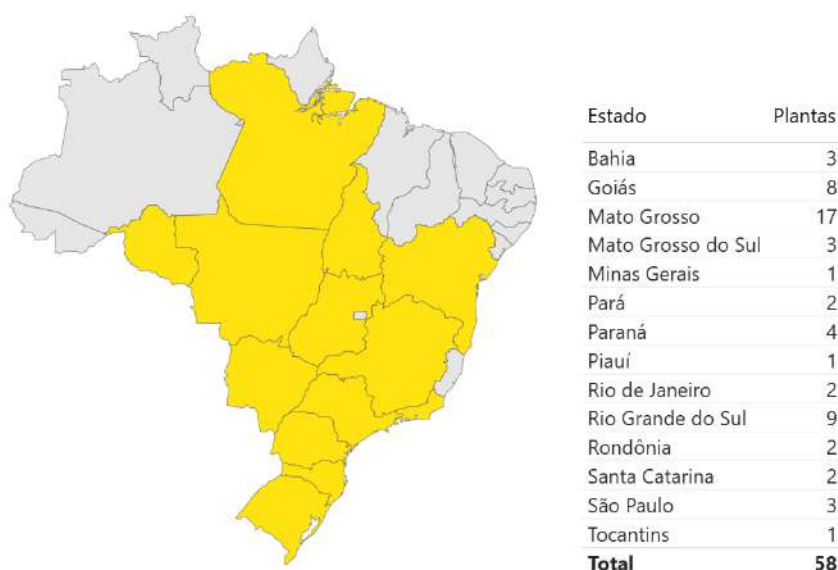 Estado Plantas
Bahia 3
Goiás 8
Mato Grosso 17
Mato Grosso do Sul 3
Minas Gerais 1
Pará 2
Paraná 4
Piauí 1
Rio de Janeiro 2
Rio Grande do Sul 9
Rondônia 2
Santa Catarina 2
São Paulo 3
Tocantins 1
Total 58